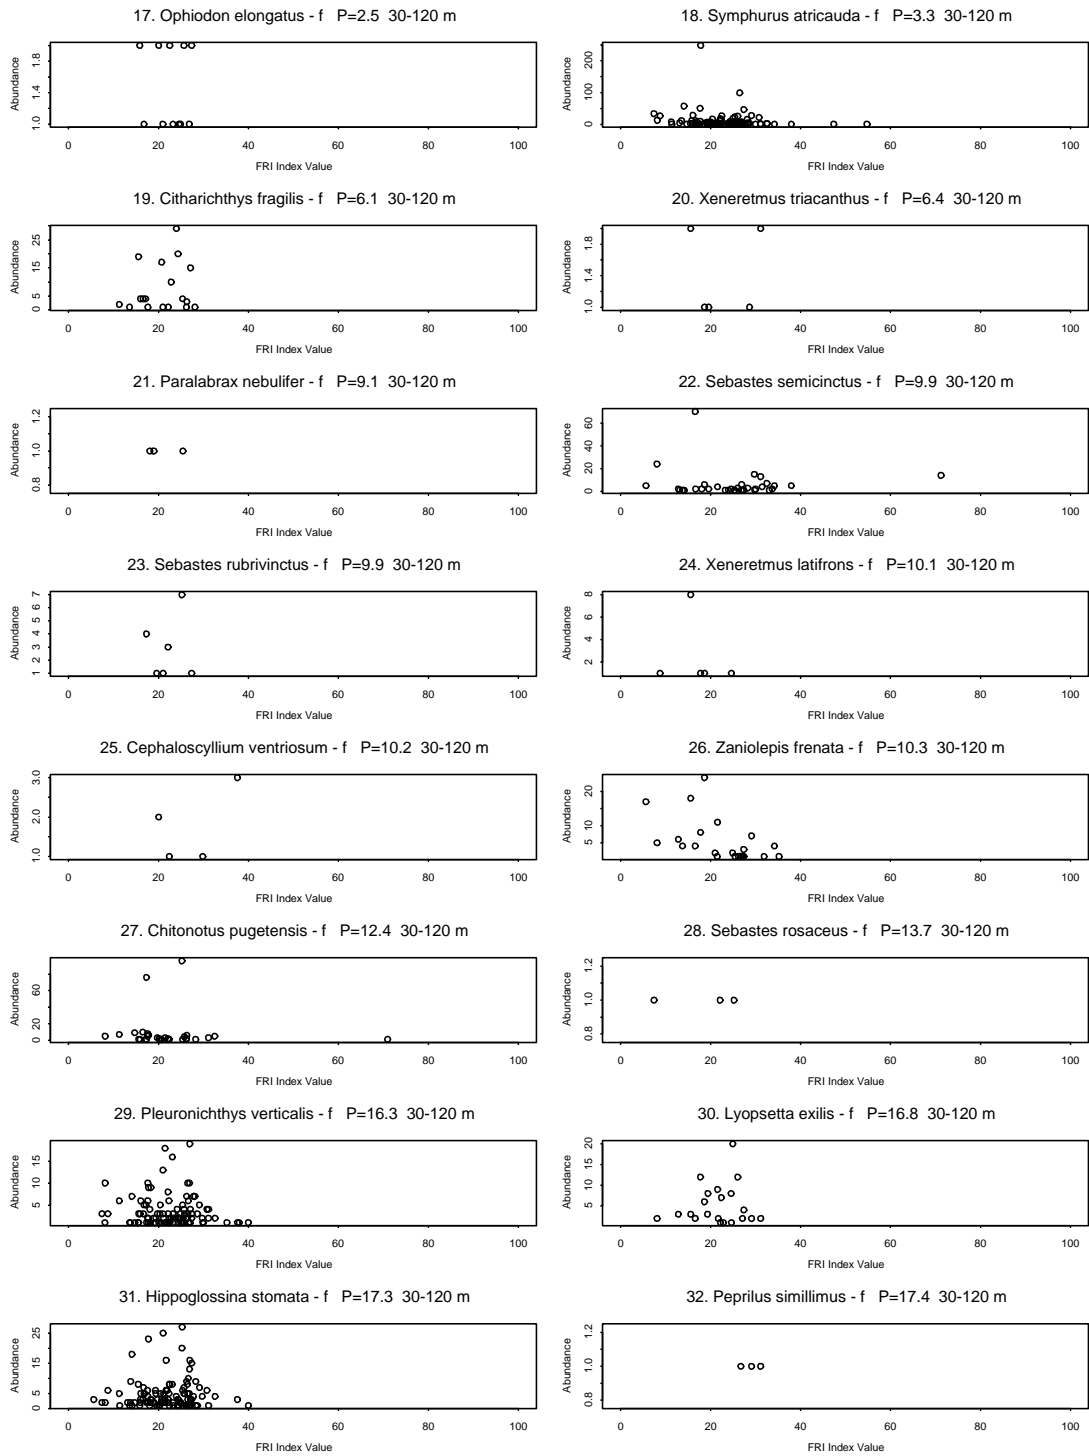 17. Ophiodon elongatus - f P=2.5 30-120 m
Abundance
1.0 1.4 1.8
0 20 40 60 80 100
FRI Index Value
18. Symphurus atricauda - f P=3.3 30-120 m
Abundance
0 100 200
0 20 40 60 80 100
FRI Index Value
19. Citharichthys fragilis - f P=6.1 30-120 m
Abundance
0 5 15 25
0 20 40 60 80 100
FRI Index Value
20. Xeneretmus triacanthus - f P=6.4 30-120 m
Abundance
1.0 1.4 1.8
0 20 40 60 80 100
FRI Index Value
21. Paralabrax nebulifer - f P=9.1 30-120 m
Abundance
0.8 1.0 1.2
0 20 40 60 80 100
FRI Index Value
22. Sebastes semicinctus - f P=9.9 30-120 m
Abundance
0 20 40 60
0 20 40 60 80 100
FRI Index Value
23. Sebastes rubrivinctus - f P=9.9 30-120 m
Abundance
1 2 3 4 5 6 7
0 20 40 60 80 100
FRI Index Value
24. Xeneretmus latifrons - f P=10.1 30-120 m
Abundance
2 4 6 8
0 20 40 60 80 100
FRI Index Value
25. Cephaloscyllium ventriosum - f P=10.2 30-120 m
Abundance
1.0 2.0 3.0
0 20 40 60 80 100
FRI Index Value
26. Zaniolepis frenata - f P=10.3 30-120 m
Abundance
5 10 20
0 20 40 60 80 100
FRI Index Value
27. Chitonotus pugetensis - f P=12.4 30-120 m
Abundance
0 20 60
0 20 40 60 80 100
FRI Index Value
28. Sebastes rosaceus - f P=13.7 30-120 m
Abundance
0.8 1.0 1.2
0 20 40 60 80 100
FRI Index Value
29. Pleuronichthys verticalis - f P=16.3 30-120 m
Abundance
5 10 15
0 20 40 60 80 100
FRI Index Value
30. Lyopsetta exilis - f P=16.8 30-120 m
Abundance
0 5 10 15 20
0 20 40 60 80 100
FRI Index Value
31. Hippoglossina stomata - f P=17.3 30-120 m
Abundance
0 5 15 25
0 20 40 60 80 100
FRI Index Value
32. Peprilus simillimus - f P=17.4 30-120 m
Abundance
0.8 1.0 1.2
0 20 40 60 80 100
FRI Index Value